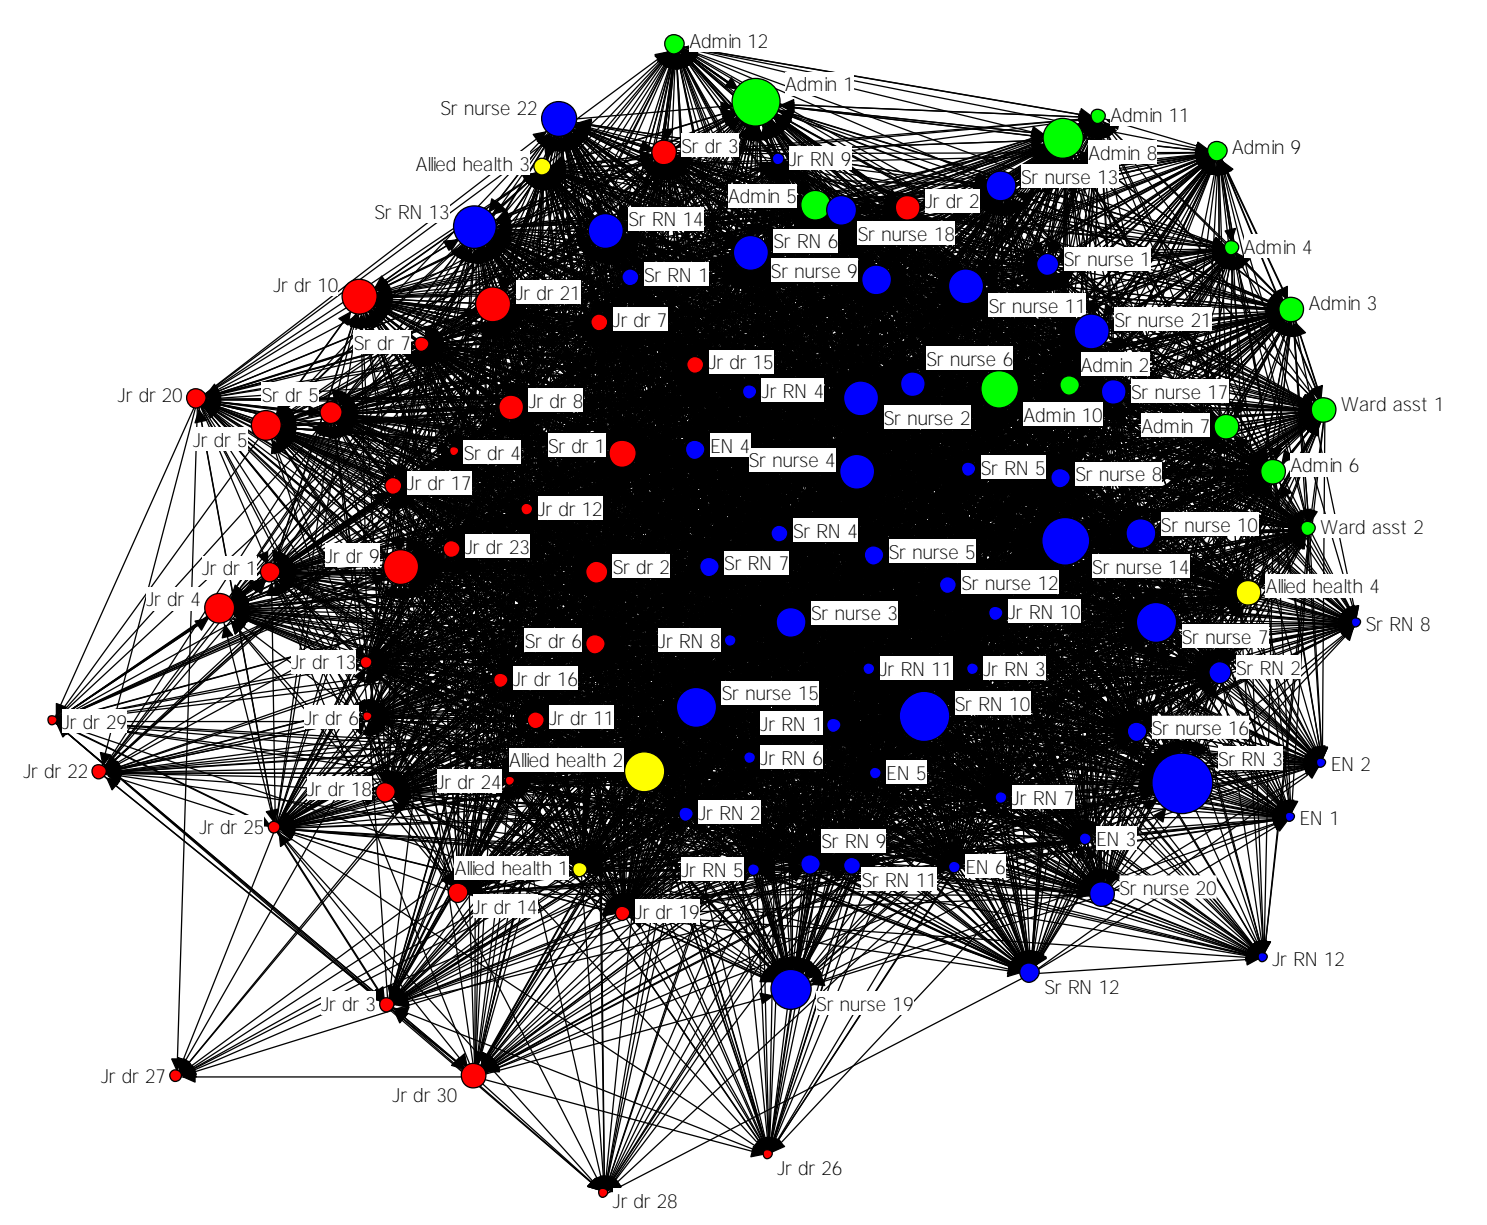 Admin 12
Admin 1
Sr nurse 22
Admin 11
Sr dr 3
Admin 9
Admin 8
Jr RN 9
Allied health 3
Sr nurse 13
Admin 5
Jr dr 2
Sr RN 13
Sr RN 14
Sr nurse 18
Sr RN 6
Admin 4
Sr nurse 1
Sr nurse 9
Sr RN 1
Jr dr 10
Jr dr 21
Admin 3
Sr nurse 11
Jr dr 7
Sr nurse 21
Sr dr 7
Sr nurse 6
Jr dr 15
Admin 2
Jr RN 4
Sr nurse 17
Jr dr 20
Sr dr 5
Jr dr 8
Ward asst 1
Sr nurse 2
Admin 10
Admin 7
Jr dr 5
Sr dr 1
EN 4
Sr dr 4
Sr nurse 4
Admin 6
Sr RN 5
Sr nurse 8
Jr dr 17
Jr dr 12
Sr nurse 10
Ward asst 2
Sr RN 4
Jr dr 23
Jr dr 9
Sr nurse 5
Sr RN 7
Sr dr 2
Jr dr 1
Sr nurse 14
Sr nurse 12
Allied health 4
Jr dr 4
Jr RN 10
Sr nurse 3
Sr RN 8
Sr dr 6
Jr RN 8
Sr nurse 7
Jr dr 13
Jr RN 11
Jr RN 3
Sr RN 2
Jr dr 16
Sr nurse 15
Sr RN 10
Jr dr 29
Jr dr 6
Jr dr 11
Jr RN 1
Sr nurse 16
Allied health 2
Jr RN 6
Sr RN 3
EN 2
Jr dr 22
Jr dr 24
EN 5
Jr dr 18
Jr RN 7
Jr RN 2
EN 1
Jr dr 25
Sr RN 9
EN 3
Allied health 1
Jr RN 5
Sr RN 11
EN 6
Sr nurse 20
Jr dr 14
Jr dr 19
Jr RN 12
Sr RN 12
Jr dr 3
Sr nurse 19
Jr dr 27
Jr dr 30
Jr dr 26
Jr dr 28